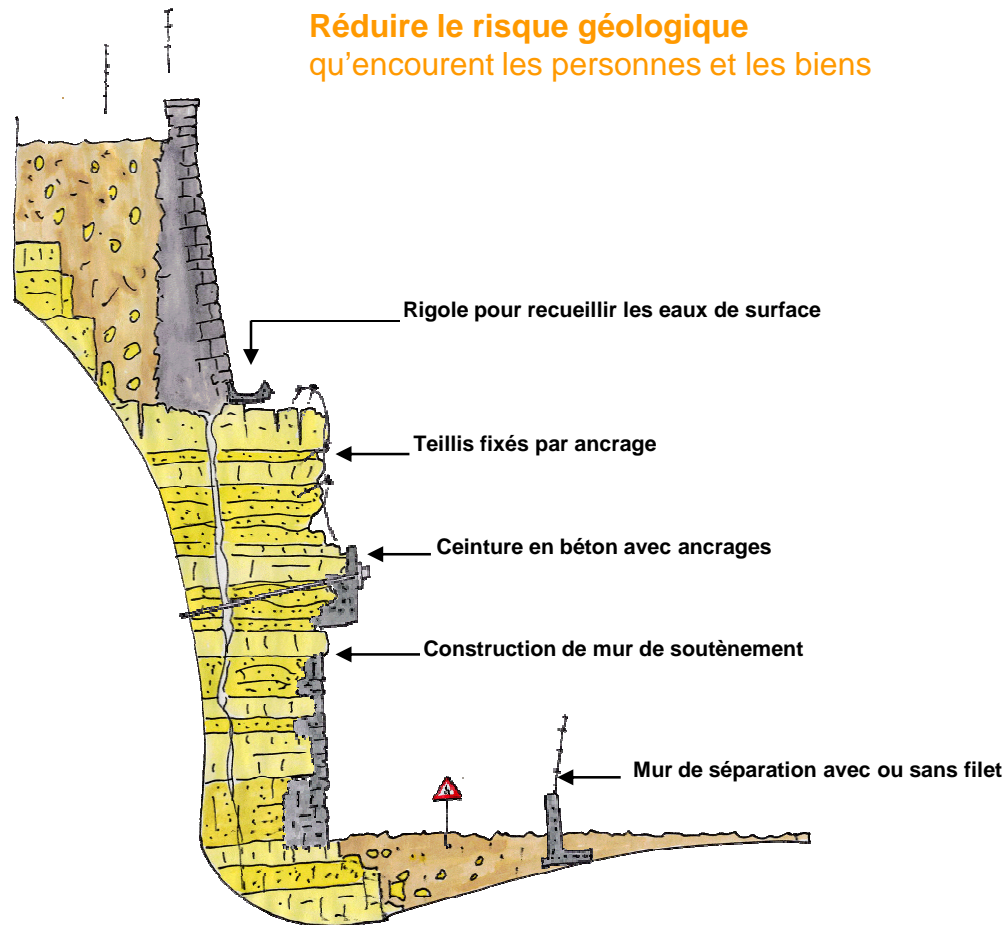 Réduire le risque géologique
qu'encourent les personnes et les biens
Rigole pour recueillir les eaux de surface
Teillis fixés par ancrage
Ceinture en béton avec ancrages
Construction de mur de soutènement
Mur de séparation avec ou sans filet